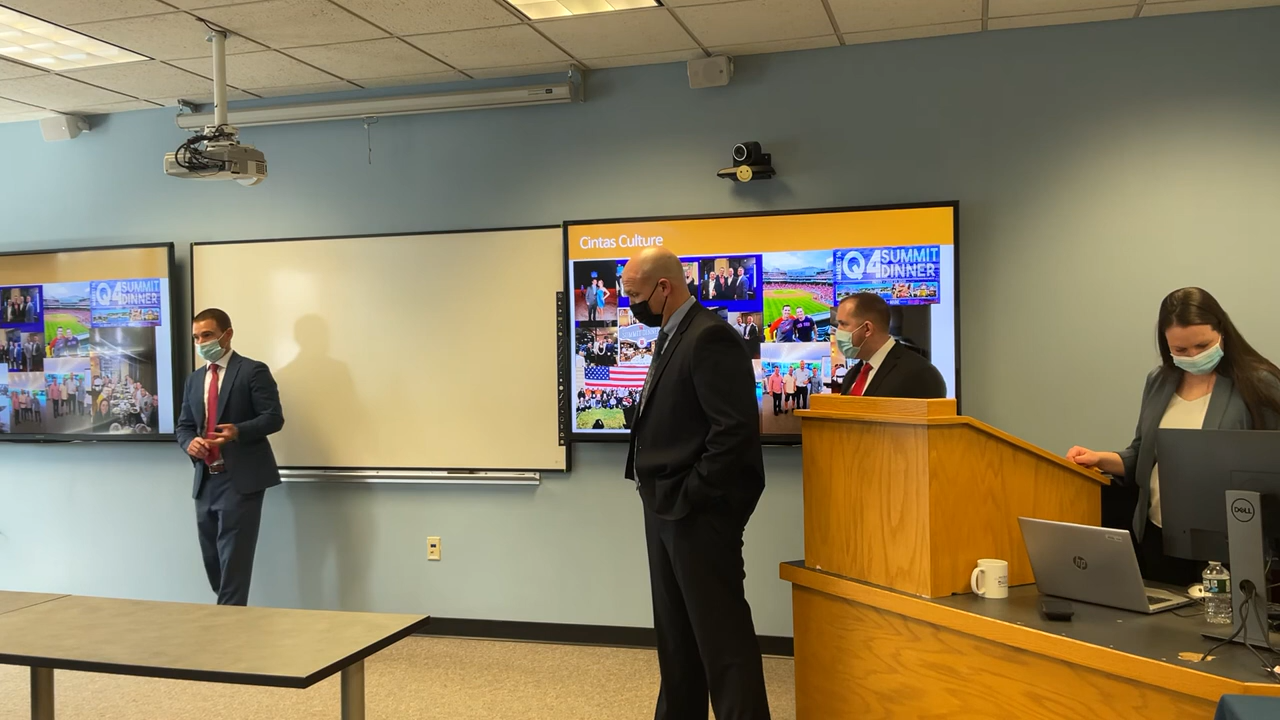 Cintas Culture
Q4 SUMMIT
DINNER
Q4 SUMMIT
DINNER
DELL
hp